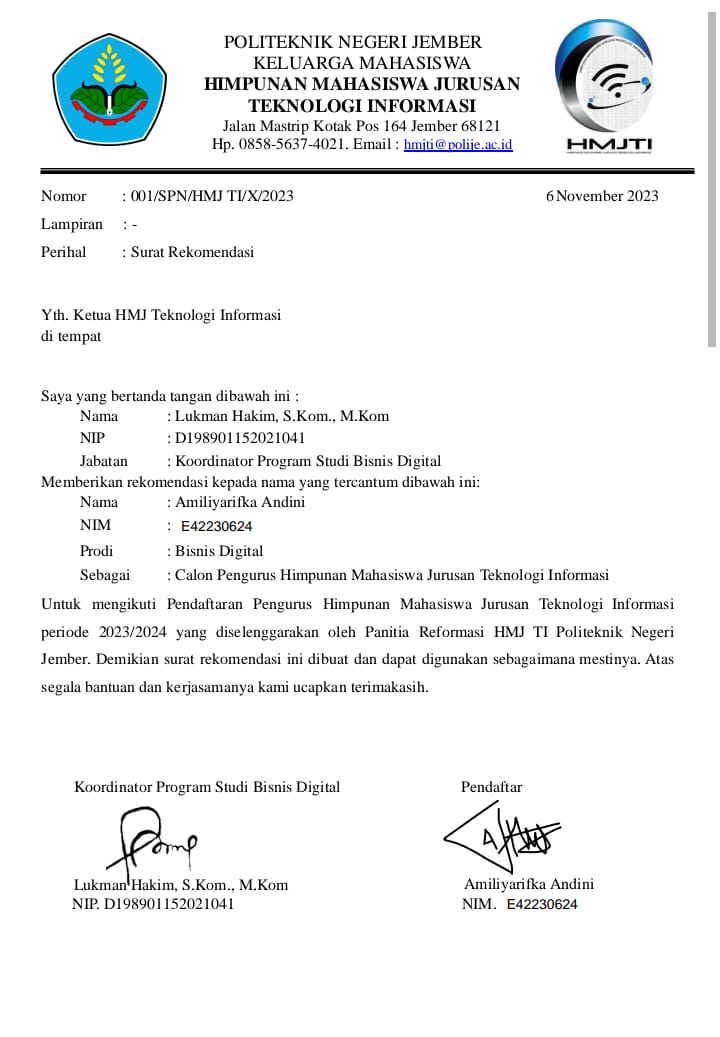 POLITEKNIK NEGERI JEMBER
KELUARGA MAHASISWA
HIMPUNAN MAHASISWA JURUSAN
TEKNOLOGI INFORMASI
Jalan Mastrip Kotak Pos 164 Jember 68121
Hp. 0858-5637-4021. Email : hmjti@polije.ac.id
HMJTI
Nomor : 001/SPN/HMJ TI/X/2023 6 November 2023
Lampiran : -
Perihal : Surat Rekomendasi
Yth. Ketua HMJ Teknologi Informasi
di tempat
Saya yang bertanda tangan dibawah ini :
Nama : Lukman Hakim, S.Kom., M.Kom
NIP : D198901152021041
Jabatan : Koordinator Program Studi Bisnis Digital
Memberikan rekomendasi kepada nama yang tercantum dibawah ini:
Nama : Amiliyarifka Andini
NIM : E42230624
Prodi : Bisnis Digital
Sebagai : Calon Pengurus Himpunan Mahasiswa Jurusan Teknologi Informasi
Untuk mengikuti Pendaftaran Pengurus Himpunan Mahasiswa Jurusan Teknologi Informasi
periode 2023/2024 yang diselenggarakan oleh Panitia Reformasi HMJ TI Politeknik Negeri
Jember. Demikian surat rekomendasi ini dibuat dan dapat digunakan sebagaimana mestinya. Atas
segala bantuan dan kerjasamanya kami ucapkan terimakasih.
Koordinator Program Studi Bisnis Digital Pendaftar
Lukman Hakim, S.Kom., M.Kom Amiliyarifka Andini
NIP. D198901152021041 NIM. E42230624